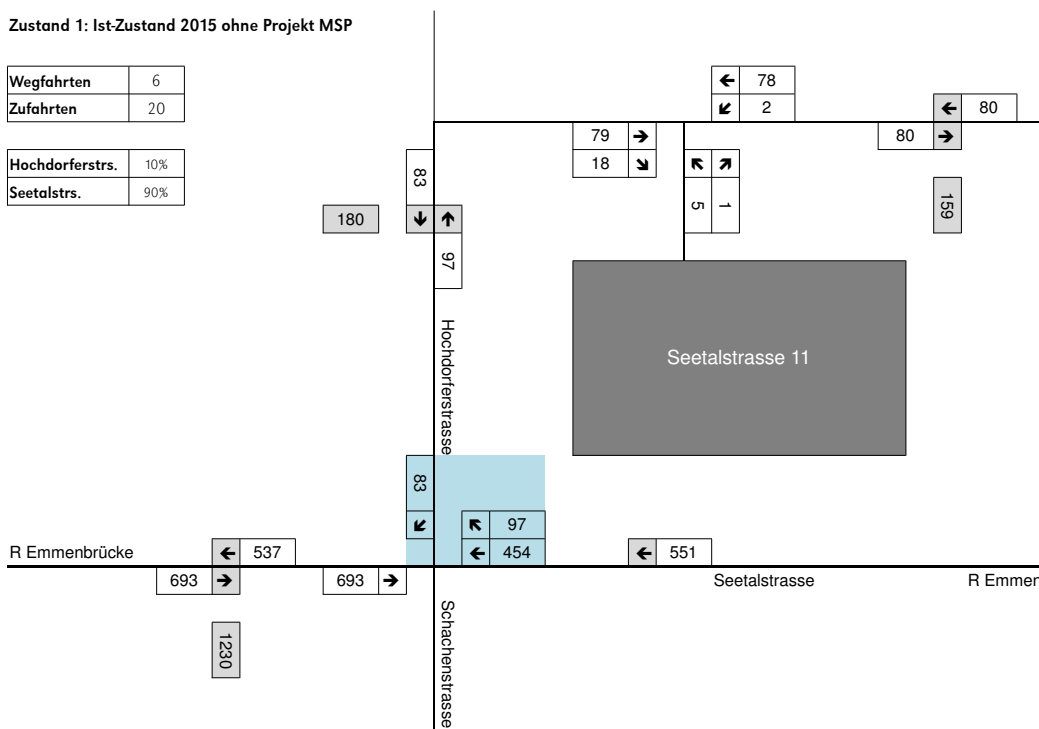 Zustand 1: Ist-Zustand 2015 ohne Projekt MSP
Wegfahrten 6
Zufahrten 20
Hochdorferstrs. 10%
Seetalstrs. 90%
← 78
↙ 2
← 80
79 →
18 ↘
80 →
↖ ↗
5 1
159
83
180
↓ ↑
97
Hochdorferstrasse
Seetalstrasse 11
83
↙
↖ 97
← 454
R Emmenbrücke
← 537
← 551
693 →
693 →
Seetalstrasse
R Emmen
1230
Schachenstrasse